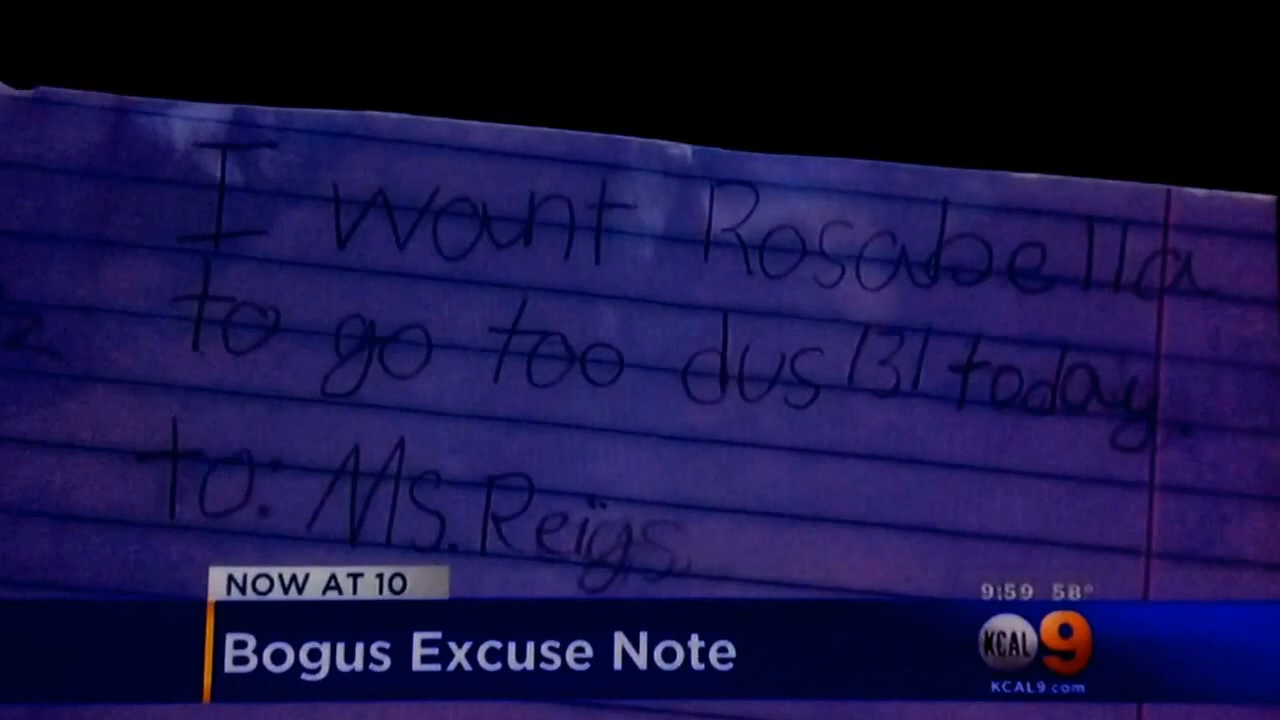 I want Rosabella
to go too dus 131 today.
to: Ms. Reigs.
NOW AT 10
Bogus Excuse Note
9:59 58°
KCAL 9
KCAL9.com